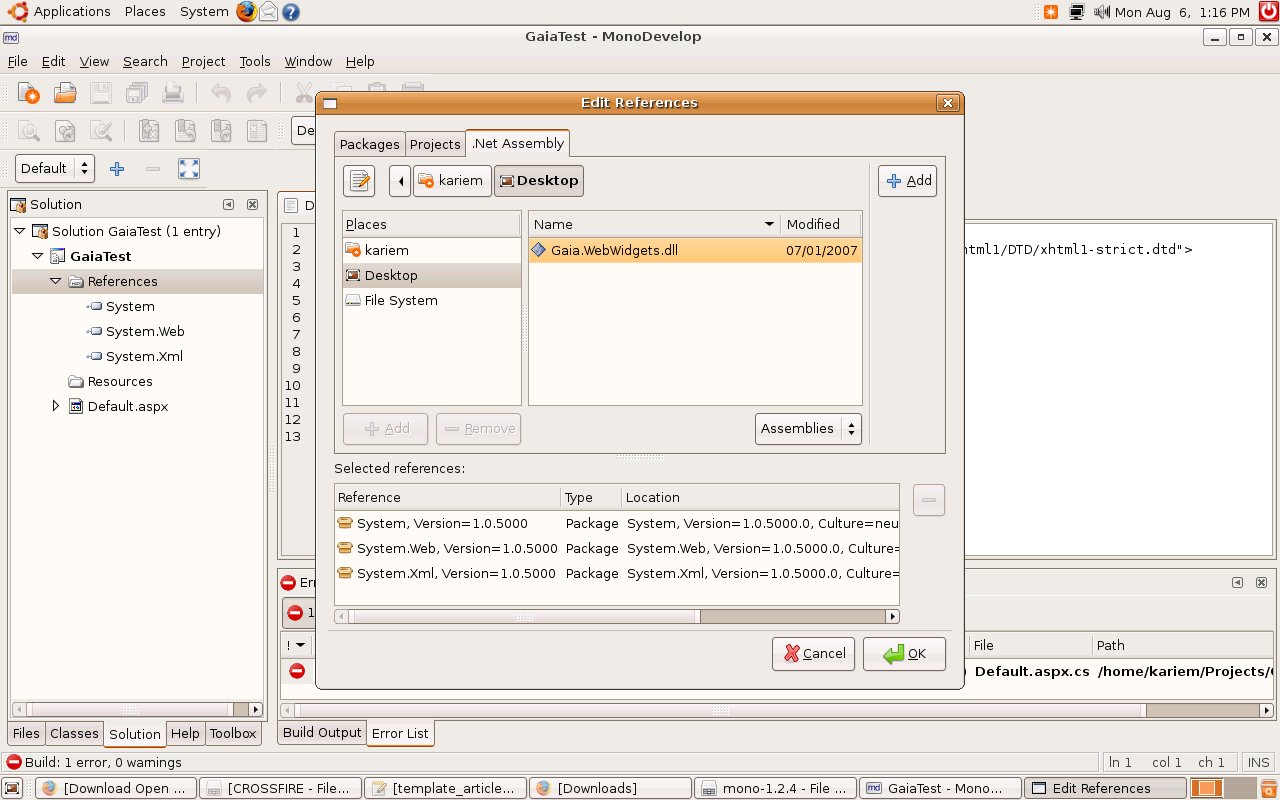 Applications Places System Mon Aug 6, 1:16 PM
GaiaTest - MonoDevelop
File Edit View Search Project Tools Window Help
Edit References
De
Packages Projects .Net Assembly
Default
kariem Desktop Add
Solution
D
Places Name Modified
Solution GaiaTest (1 entry)
1
kariem Gaia.WebWidgets.dll 07/01/2007
2
tml1/DTD/xhtml1-strict.dtd">
GaiaTest
3
Desktop
References
4
File System
5
System
6
System.Web
7
System.Xml
8
9
Resources
10
Default.aspx
11
12
Add Remove Assemblies
13
Selected references:
Reference Type Location
System, Version=1.0.5000 Package System, Version=1.0.5000.0, Culture=neu
System.Web, Version=1.0.5000 Package System.Web, Version=1.0.5000.0, Culture=
System.Xml, Version=1.0.5000 Package System.Xml, Version=1.0.5000.0, Culture=
Err
1
! File Path
Cancel OK
Default.aspx.cs /home/kariem/Projects/
Files Classes Solution Help Toolbox
Build Output Error List
Build: 1 error, 0 warnings ln 1 col 1 ch 1 INS
[Download Open ... [CROSSFIRE - File... [template_article... [Downloads] mono-1.2.4 - File ... GaiaTest - Mono... Edit References